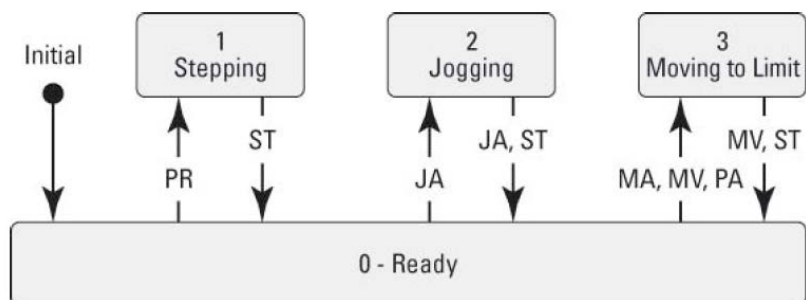 Initial
1
Stepping
2
Jogging
3
Moving to Limit
ST
PR
JA, ST
JA
MV, ST
MA, MV, PA
0 - Ready